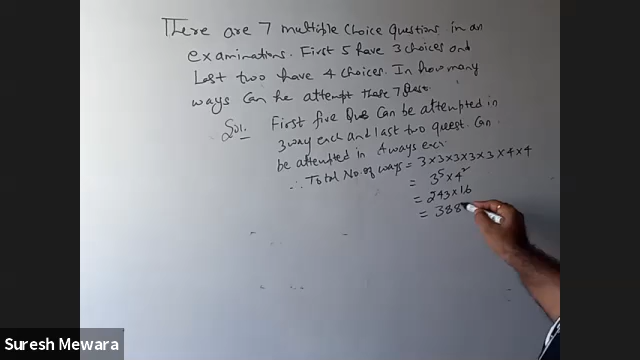 There are 7 multiple choice questions in an
examinations. First 5 have 3 choices and
Last two have 4 choices. In how many
ways can he attempt these 7 quest.
Sol: First five Que can be attempted in
3 way each and last two quest. can
be attempted in 4 ways each.
∴ Total No. of ways = 3×3×3×3×3×4×4
= 3⁵×4²
= 243×16
= 388
Suresh Mewara